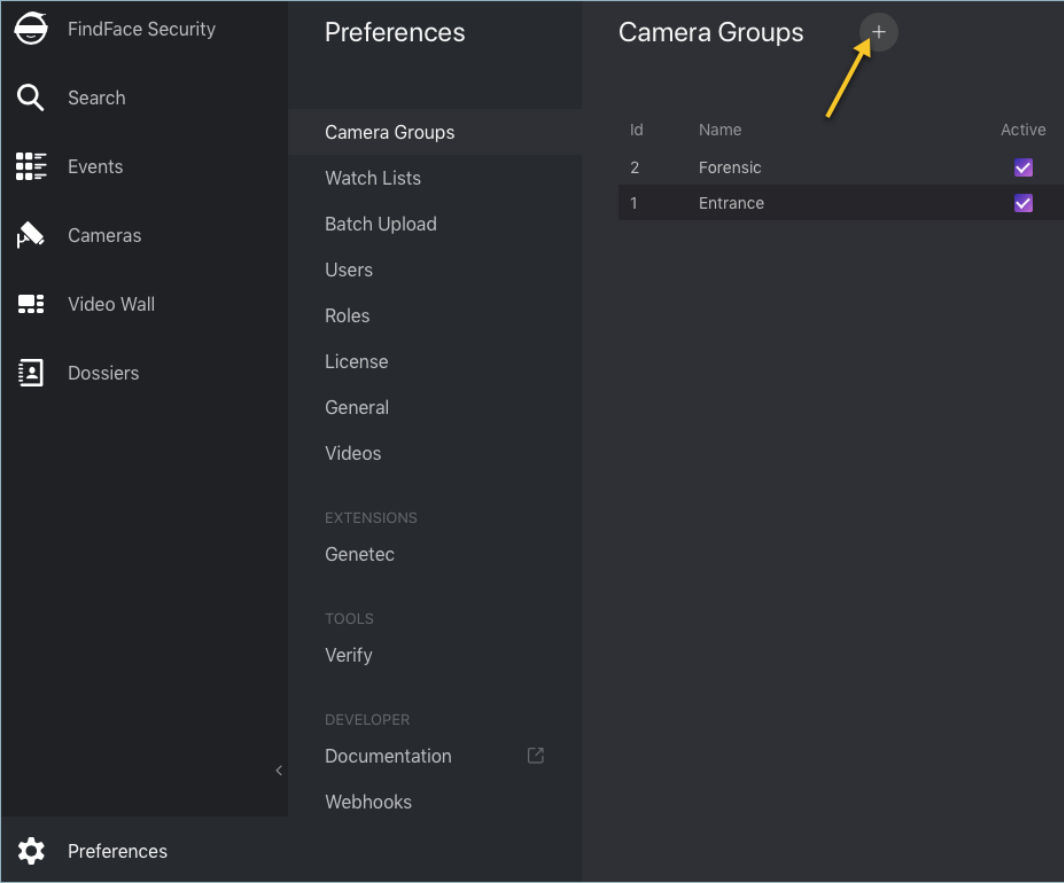 FindFace Security
Search
Events
Cameras
Video Wall
Dossiers
Preferences
Preferences
Camera Groups
Watch Lists
Batch Upload
Users
Roles
License
General
Videos
EXTENSIONS
Genetec
TOOLS
Verify
DEVELOPER
Documentation
Webhooks
Camera Groups
Id Name Active
2 Forensic
1 Entrance